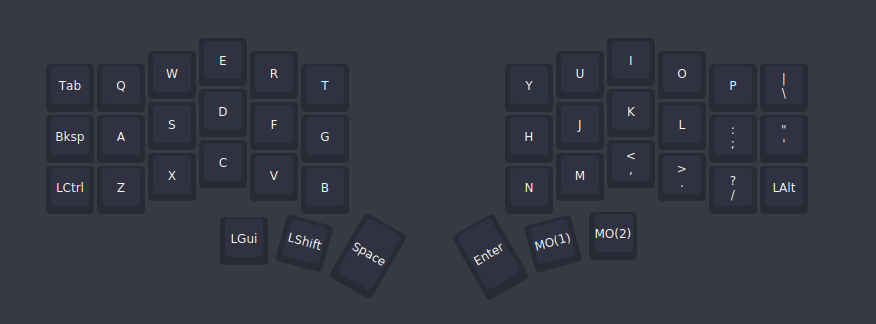 Tab Q W E R T Y U I O P |
\
Bksp A S D F G H J K L :
; "
'
LCtrl Z X C V B N M <
, >
. ?
/ LAlt
LGui LShift Space Enter MO(1) MO(2)